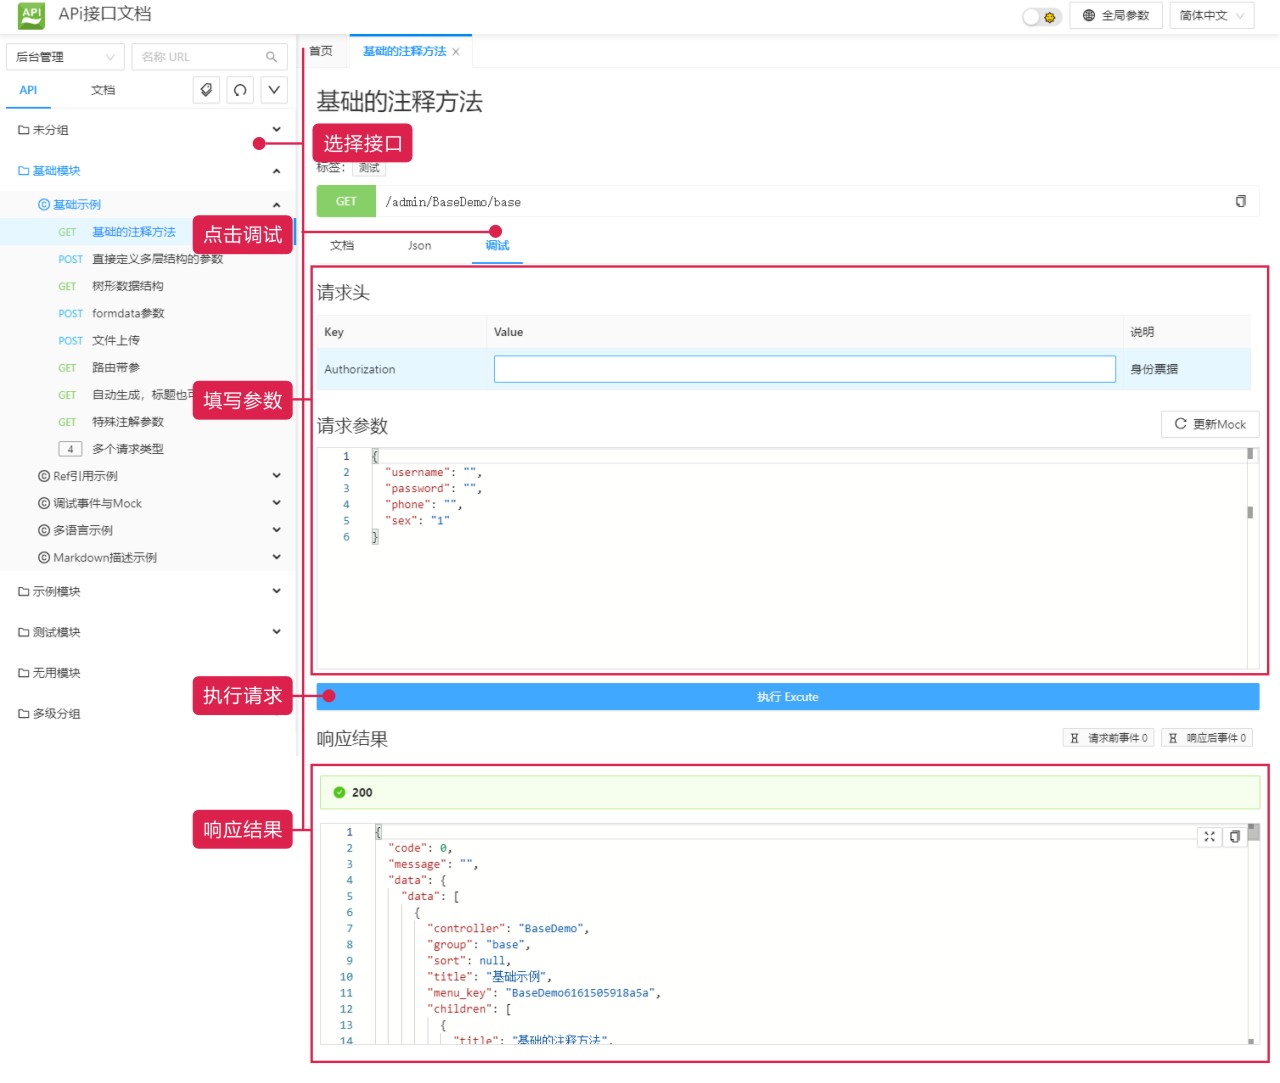 API
APi接口文档
全局参数
简体中文
后台管理
名称 URL
首页
基础的注释方法
API
文档
基础的注释方法
未分组
选择接口
标签：
测试
基础模块
GET
/admin/BaseDemo/base
基础示例
GET 基础的注释方法
点击调试
文档
Json
调试
POST 直接定义多层结构的参数
GET 树形数据结构
POST formdata参数
POST 文件上传
GET 路由带参
GET 自动生成，标题也可
GET 特殊注解参数
4 多个请求类型
Ref引用示例
调试事件与Mock
多语言示例
Markdown描述示例
示例模块
测试模块
无用模块
多级分组
请求头
Key Value 说明
Authorization 身份票据
填写参数
请求参数
更新Mock
1 {
2 "username": "",
3 "password": "",
4 "phone": "",
5 "sex": "1"
6 }
执行请求
执行 Excute
响应结果
请求前事件 0
响应后事件 0
200
响应结果
1 {
2 "code": 0,
3 "message": "",
4 "data": {
5 "data": [
6 {
7 "controller": "BaseDemo",
8 "group": "base",
9 "sort": null,
10 "title": "基础示例",
11 "menu_key": "BaseDemo6161505918a5a",
12 "children": [
13 {
14 "title": "基础的注释方法",